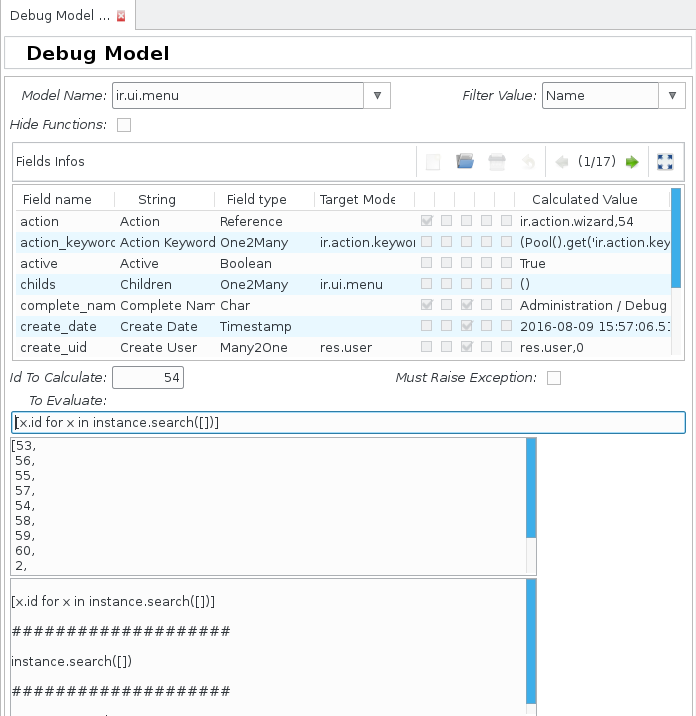 Debug Model ...
Debug Model
Model Name: ir.ui.menu Filter Value: Name
Hide Functions:
Fields Infos (1/17)
Field name String Field type Target Mode Calculated Value
action Action Reference ir.action.wizard,54
action_keyword Action Keyword One2Many ir.action.keywor (Pool().get('ir.action.key
active Active Boolean True
childs Children One2Many ir.ui.menu ()
complete_nam Complete Nam Char Administration / Debug
create_date Create Date Timestamp 2016-08-09 15:57:06.51
create_uid Create User Many2One res.user res.user,0
Id To Calculate: 54 Must Raise Exception:
To Evaluate:
[x.id for x in instance.search([])]
[53,
56,
55,
57,
54,
58,
59,
60,
2,
[x.id for x in instance.search([])]
####################
instance.search([])
####################